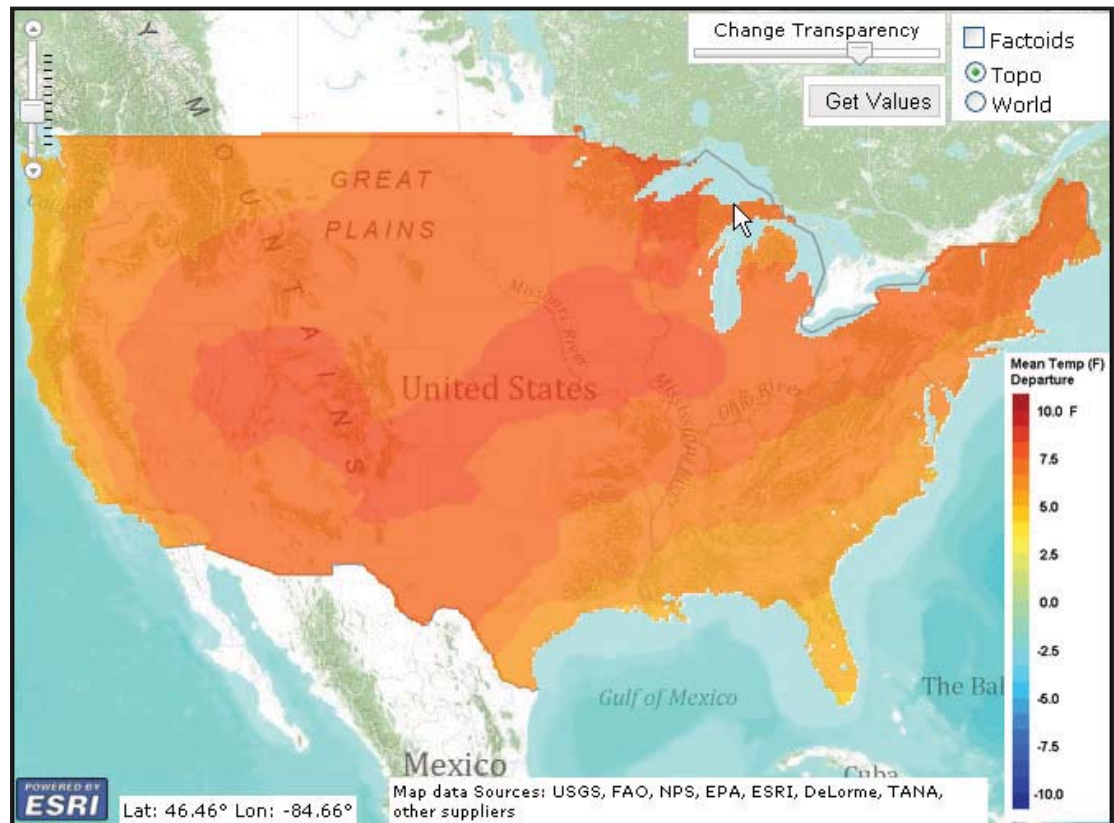 Change Transparency
Factoids
Topo
World
Get Values
MOUNTAINS
GREAT
PLAINS
Missouri River
United States
Mississippi River
Ohio River
Mean Temp (F)
Departure
10.0 F
7.5
5.0
2.5
0.0
-2.5
-5.0
-7.5
-10.0
Gulf of Mexico
The Bal
Mexico
Cuba
POWERED BY
ESRI
Lat: 46.46° Lon: -84.66°
Map data Sources: USGS, FAO, NPS, EPA, ESRI, DeLorme, TANA,
other suppliers